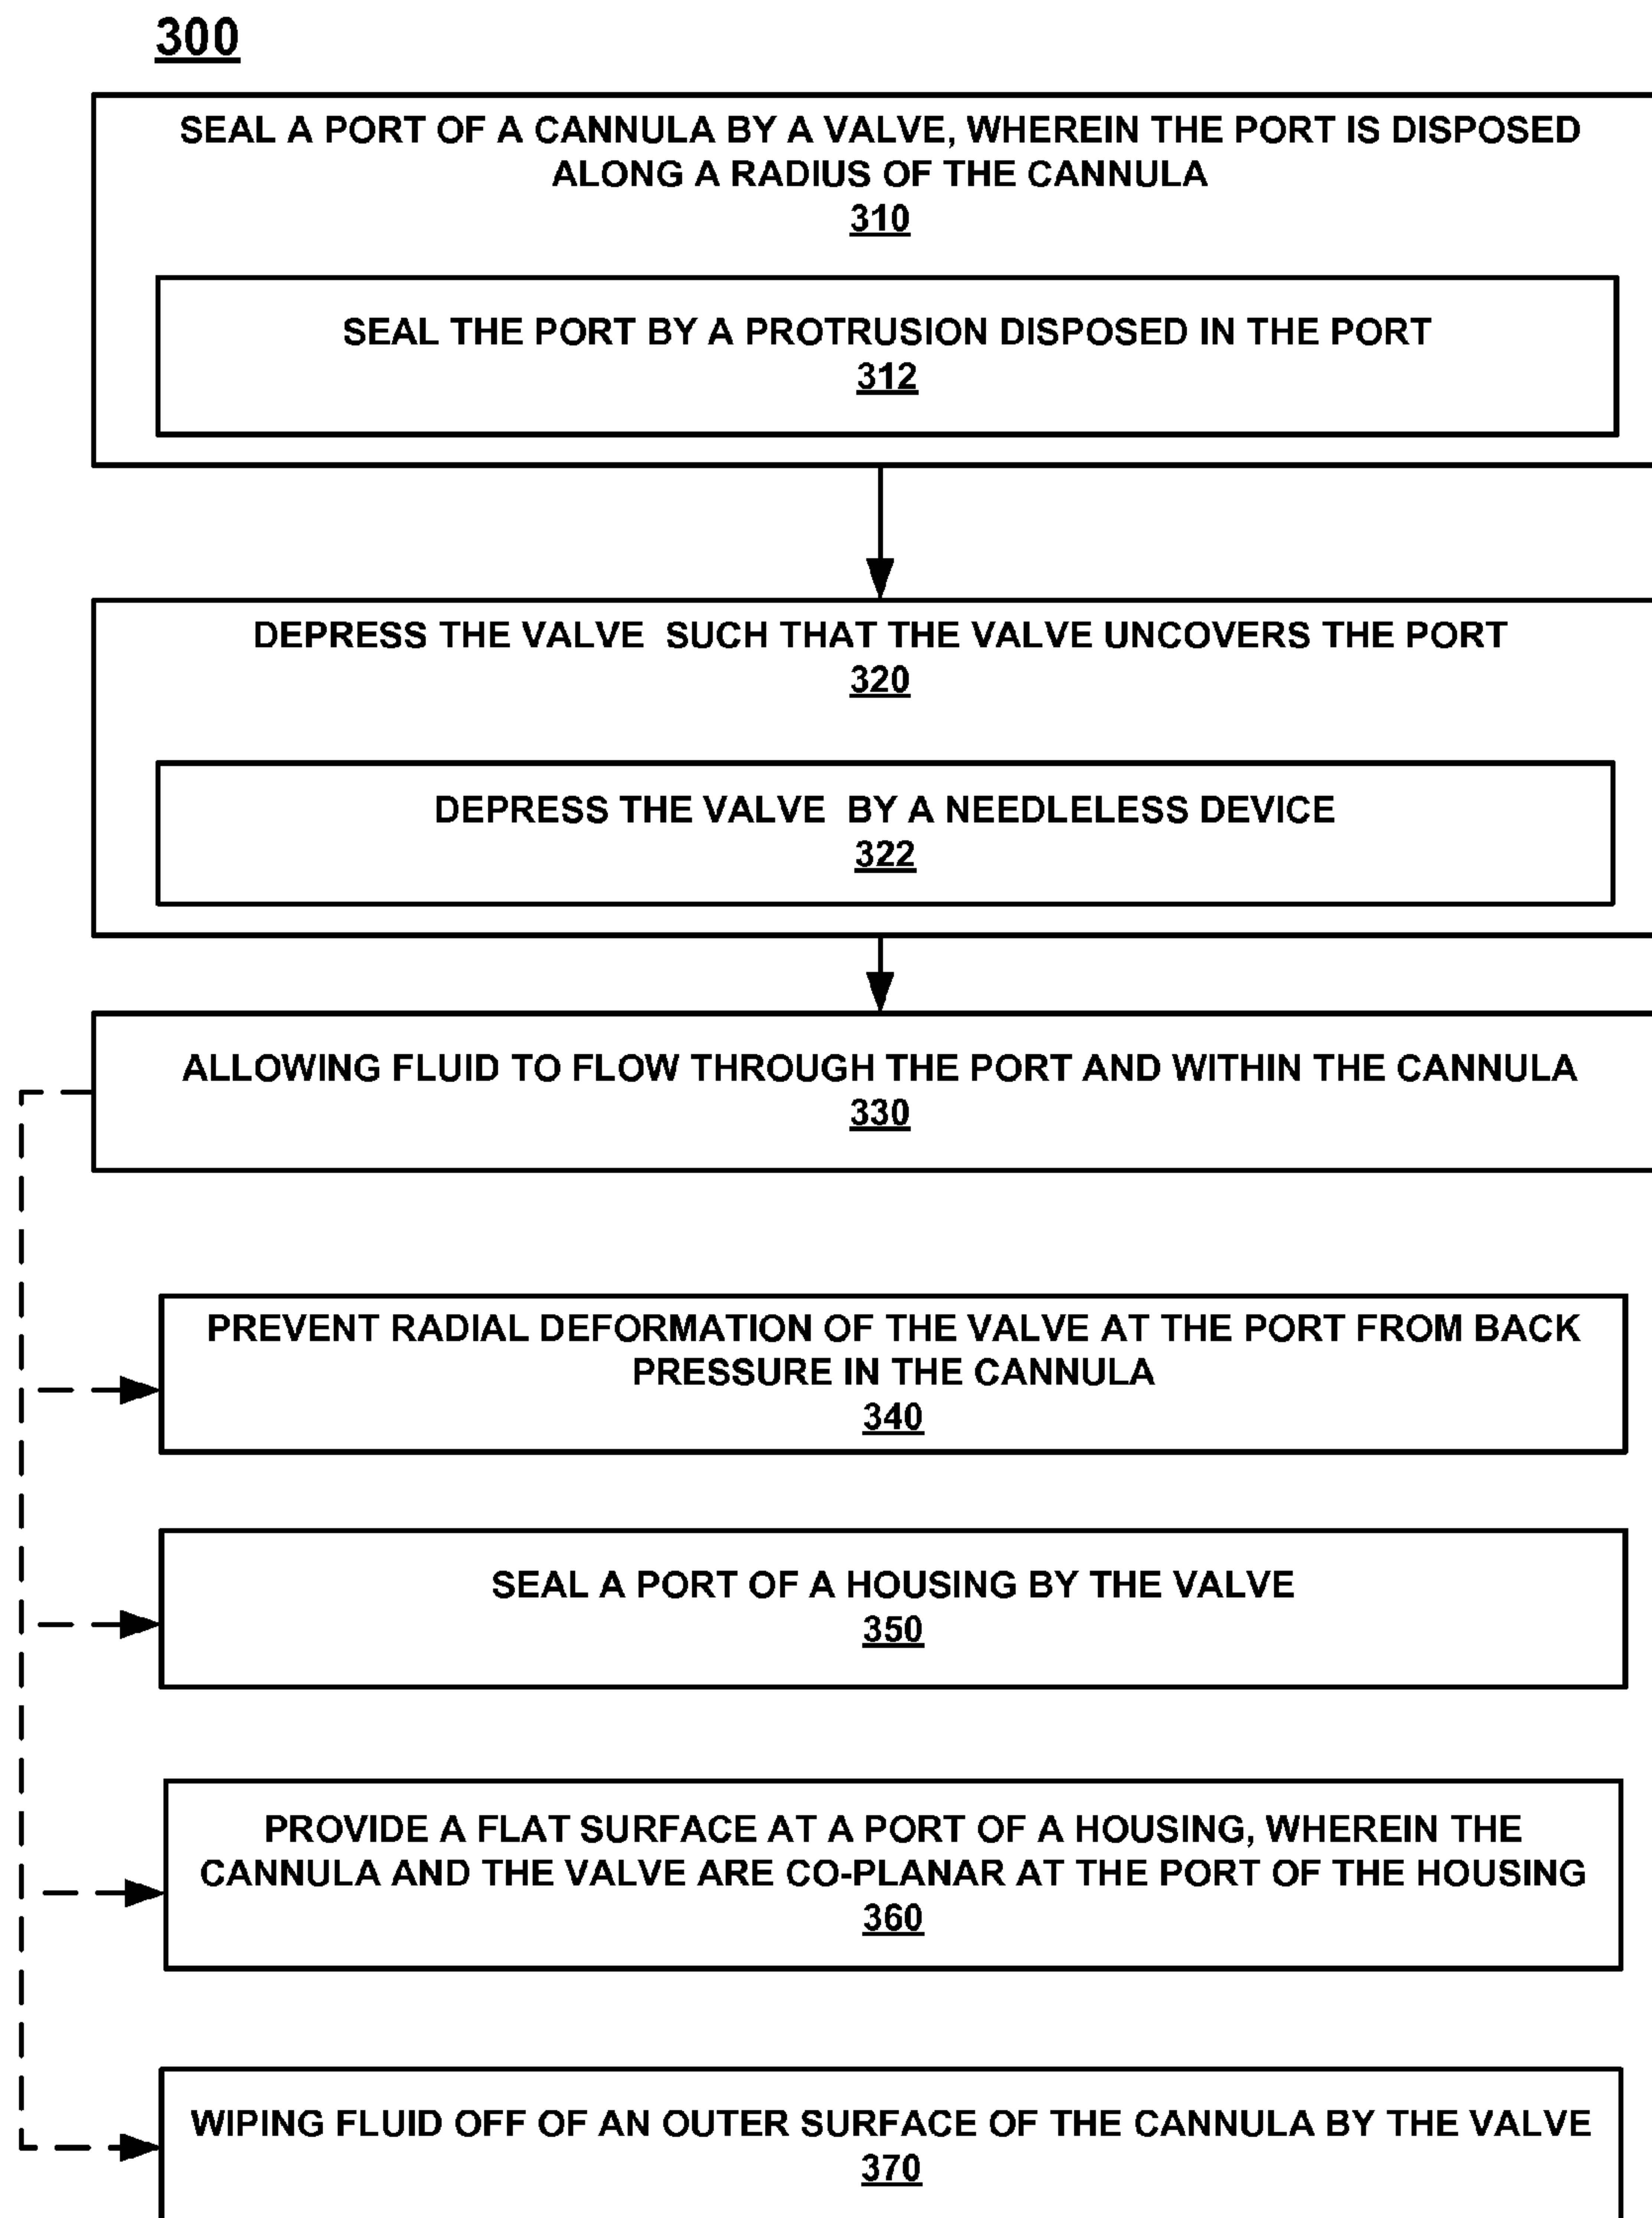 300
SEAL A PORT OF A CANNULA BY A VALVE, WHEREIN THE PORT IS DISPOSED
ALONG A RADIUS OF THE CANNULA
310
SEAL THE PORT BY A PROTRUSION DISPOSED IN THE PORT
312
DEPRESS THE VALVE SUCH THAT THE VALVE UNCOVERS THE PORT
320
DEPRESS THE VALVE BY A NEEDLELESS DEVICE
322
ALLOWING FLUID TO FLOW THROUGH THE PORT AND WITHIN THE CANNULA
330
PREVENT RADIAL DEFORMATION OF THE VALVE AT THE PORT FROM BACK
PRESSURE IN THE CANNULA
340
SEAL A PORT OF A HOUSING BY THE VALVE
350
PROVIDE A FLAT SURFACE AT A PORT OF A HOUSING, WHEREIN THE
CANNULA AND THE VALVE ARE CO-PLANAR AT THE PORT OF THE HOUSING
360
WIPING FLUID OFF OF AN OUTER SURFACE OF THE CANNULA BY THE VALVE
370